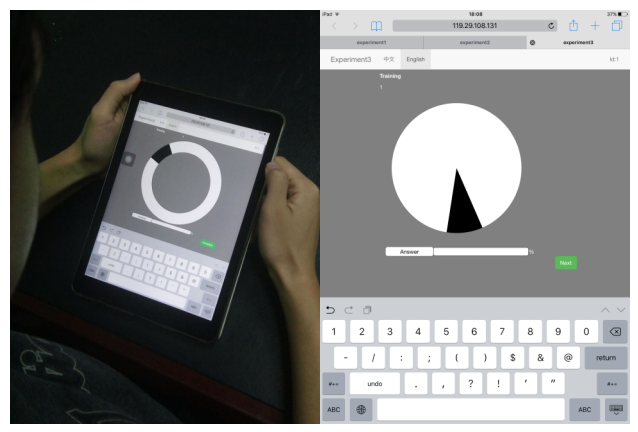 iPad 18:08 37%
119.29.108.131
experiment1 experiment3 experiment3
Experiment3 中文 English Id:1
Training
1
Answer %
Next
1 2 3 4 5 6 7 8 9 0
- / : ; ( ) $ & @ return
#+= undo . , ? ! ' " #+=
ABC ABC